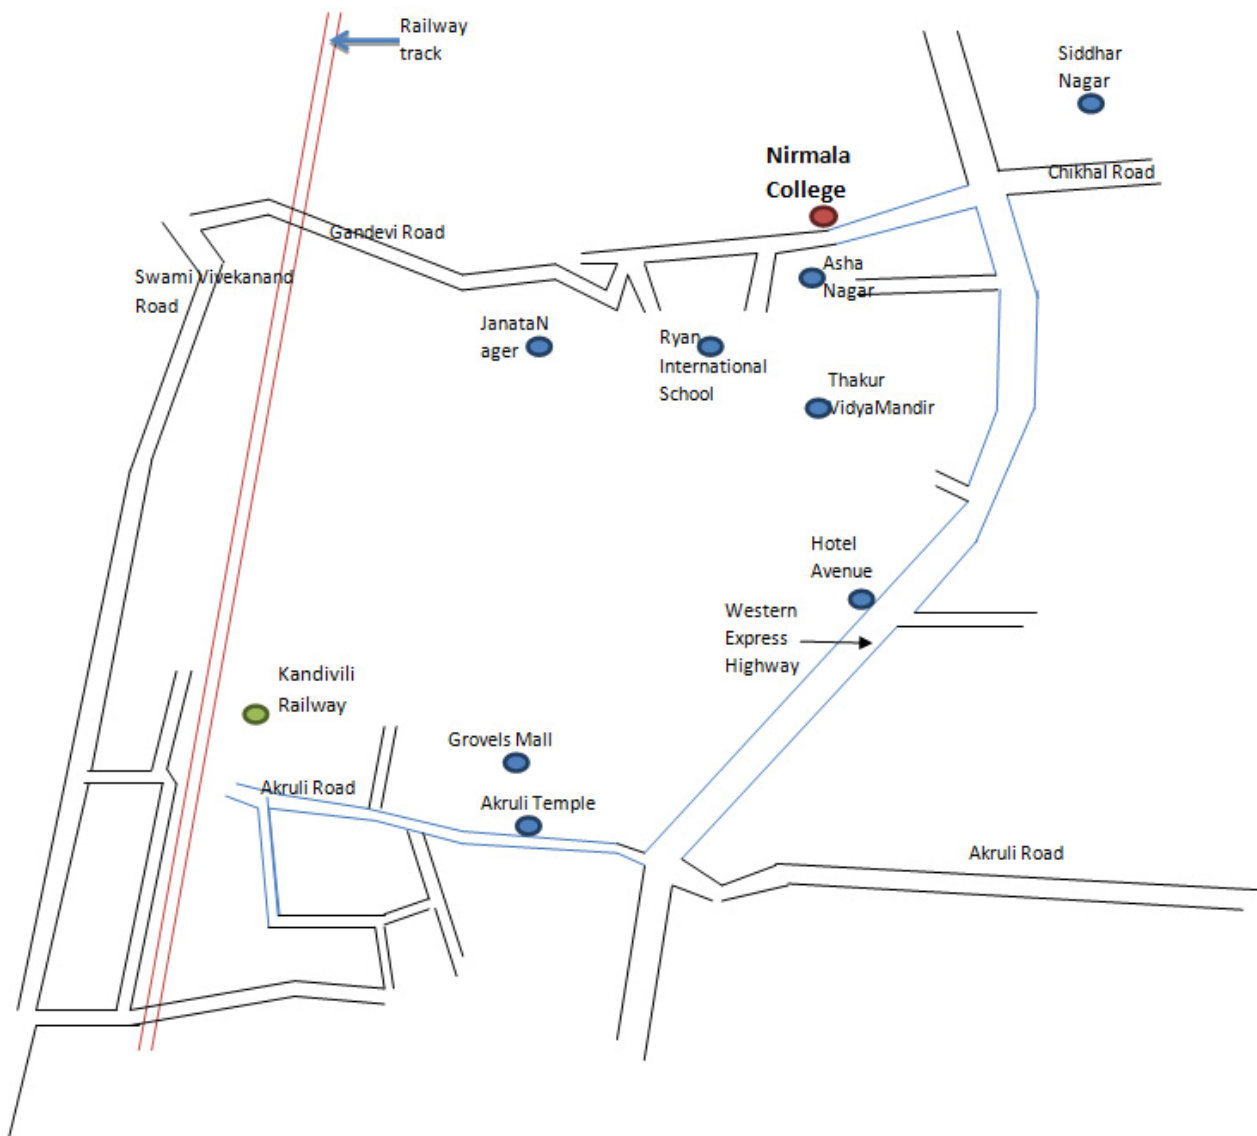 Railway
track
Siddhar
Nagar
Nirmala
College
Chikhal Road
Gandevi Road
Swami Vivekanand
Road
Asha
Nagar
JanataN
ager
Ryan
International
School
Thakur
VidyaMandir
Hotel
Avenue
Western
Express
Highway
Kandivili
Railway
Grovels Mall
Akruli Road
Akruli Temple
Akruli Road